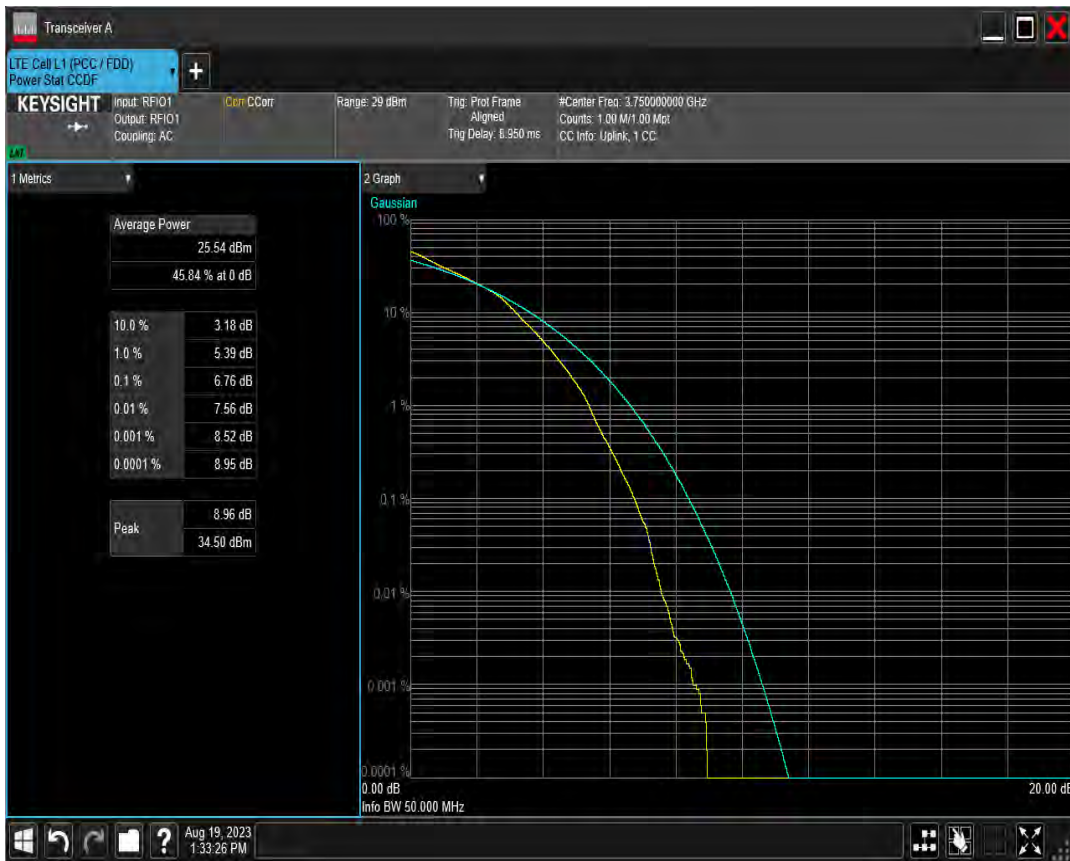 Transceiver A
LTE Cell L1 (PCC / FDD)
Power Stat CCDF
+
KEYSIGHT
Input: RFIO1
Output: RFIO1
Coupling: AC
Corr CCorr
Range: 29 dBm
Trig: Prot Frame
Aligned
Trig Delay: 8.950 ms
#Center Freq: 3.750000000 GHz
Counts: 1.00 M/1.00 Mpt
CC Info: Uplink, 1 CC
LXI
1 Metrics
Average Power
25.54 dBm
45.84 % at 0 dB
10.0 % 3.18 dB
1.0 % 5.39 dB
0.1 % 6.76 dB
0.01 % 7.56 dB
0.001 % 8.52 dB
0.0001 % 8.95 dB
Peak
8.96 dB
34.50 dBm
2 Graph
Gaussian
100 %
10 %
1 %
0.1 %
0.01 %
0.001 %
0.0001 %
0.00 dB 20.00 dB
Info BW 50.000 MHz
?
Aug 19, 2023
1:33:26 PM